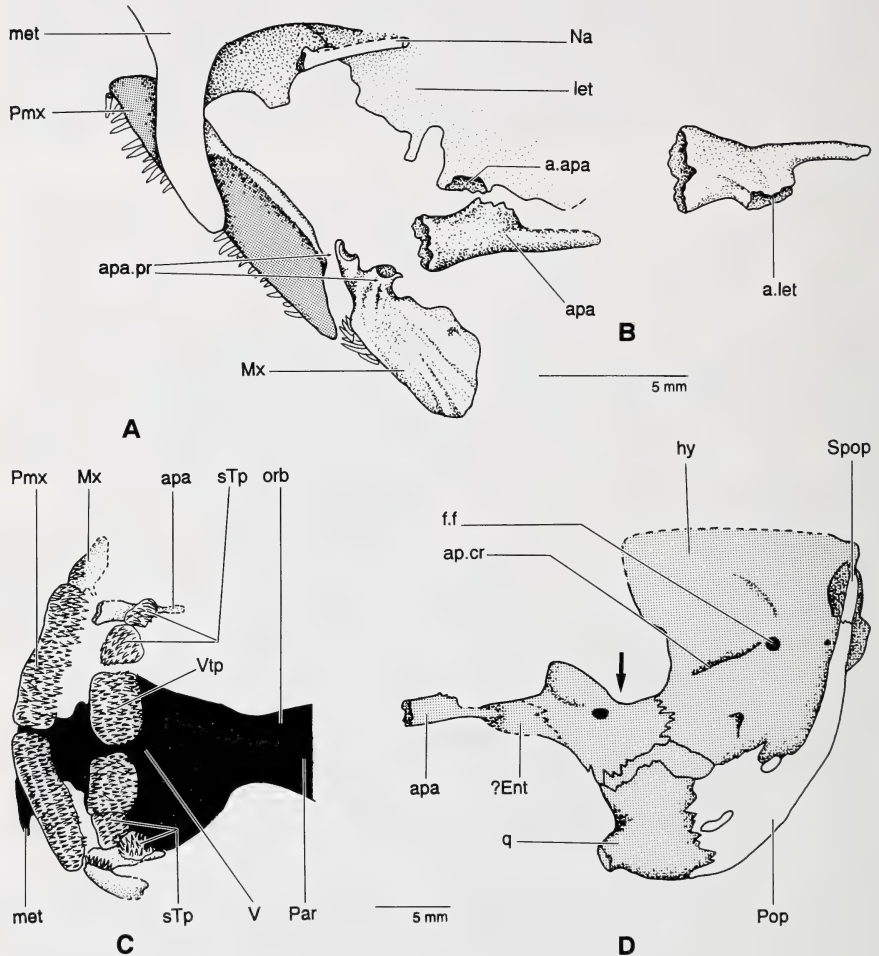 met
Pmx
Na
let
a.apa
apa.pr
Mx
apa
a.let
B
5 mm
A
Pmx
Mx
apa
sTp
orb
Vtp
met
sTp
V
Par
C
5 mm
hy
Spop
f.f
ap.cr
apa
?Ent
q
Pop
D